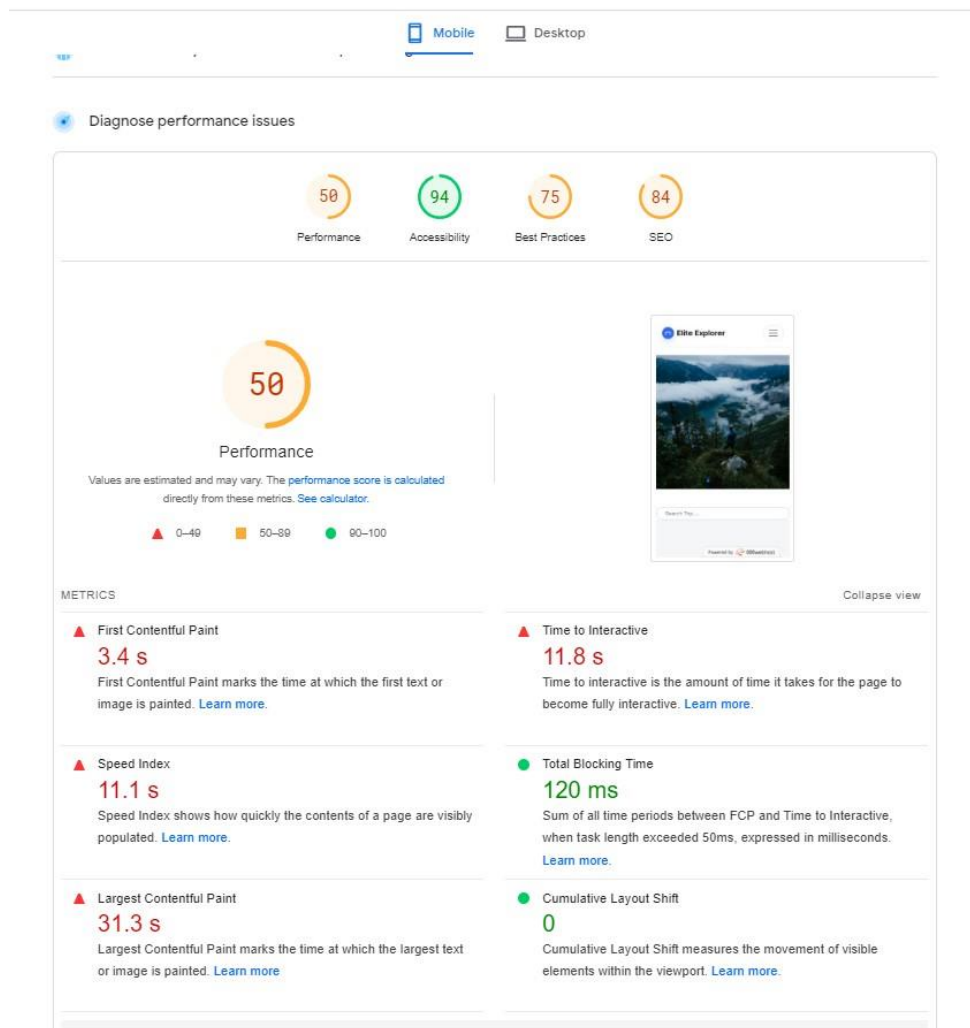 Mobile
Desktop
Diagnose performance issues
50
94
75
84
Performance
Accessibility
Best Practices
SEO
50
Performance
Values are estimated and may vary. The performance score is calculated
directly from these metrics. See calculator.
0–49
50–89
90–100
Elite Explorer
Search Trip...
Powered by
000webhost
METRICS
Collapse view
First Contentful Paint
3.4 s
First Contentful Paint marks the time at which the first text or
image is painted. Learn more.
Time to Interactive
11.8 s
Time to interactive is the amount of time it takes for the page to
become fully interactive. Learn more.
Speed Index
11.1 s
Speed Index shows how quickly the contents of a page are visibly
populated. Learn more.
Total Blocking Time
120 ms
Sum of all time periods between FCP and Time to Interactive,
when task length exceeded 50ms, expressed in milliseconds.
Learn more.
Largest Contentful Paint
31.3 s
Largest Contentful Paint marks the time at which the largest text
or image is painted. Learn more
Cumulative Layout Shift
0
Cumulative Layout Shift measures the movement of visible
elements within the viewport. Learn more.